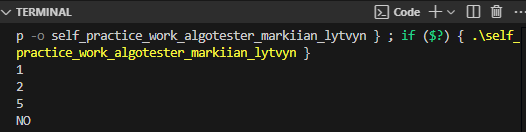 TERMINAL
Code
p -o self_practice_work_algotester_markiian_lytvyn } ; if ($?) { .\self_
practice_work_algotester_markiian_lytvyn }
1
2
5
NO